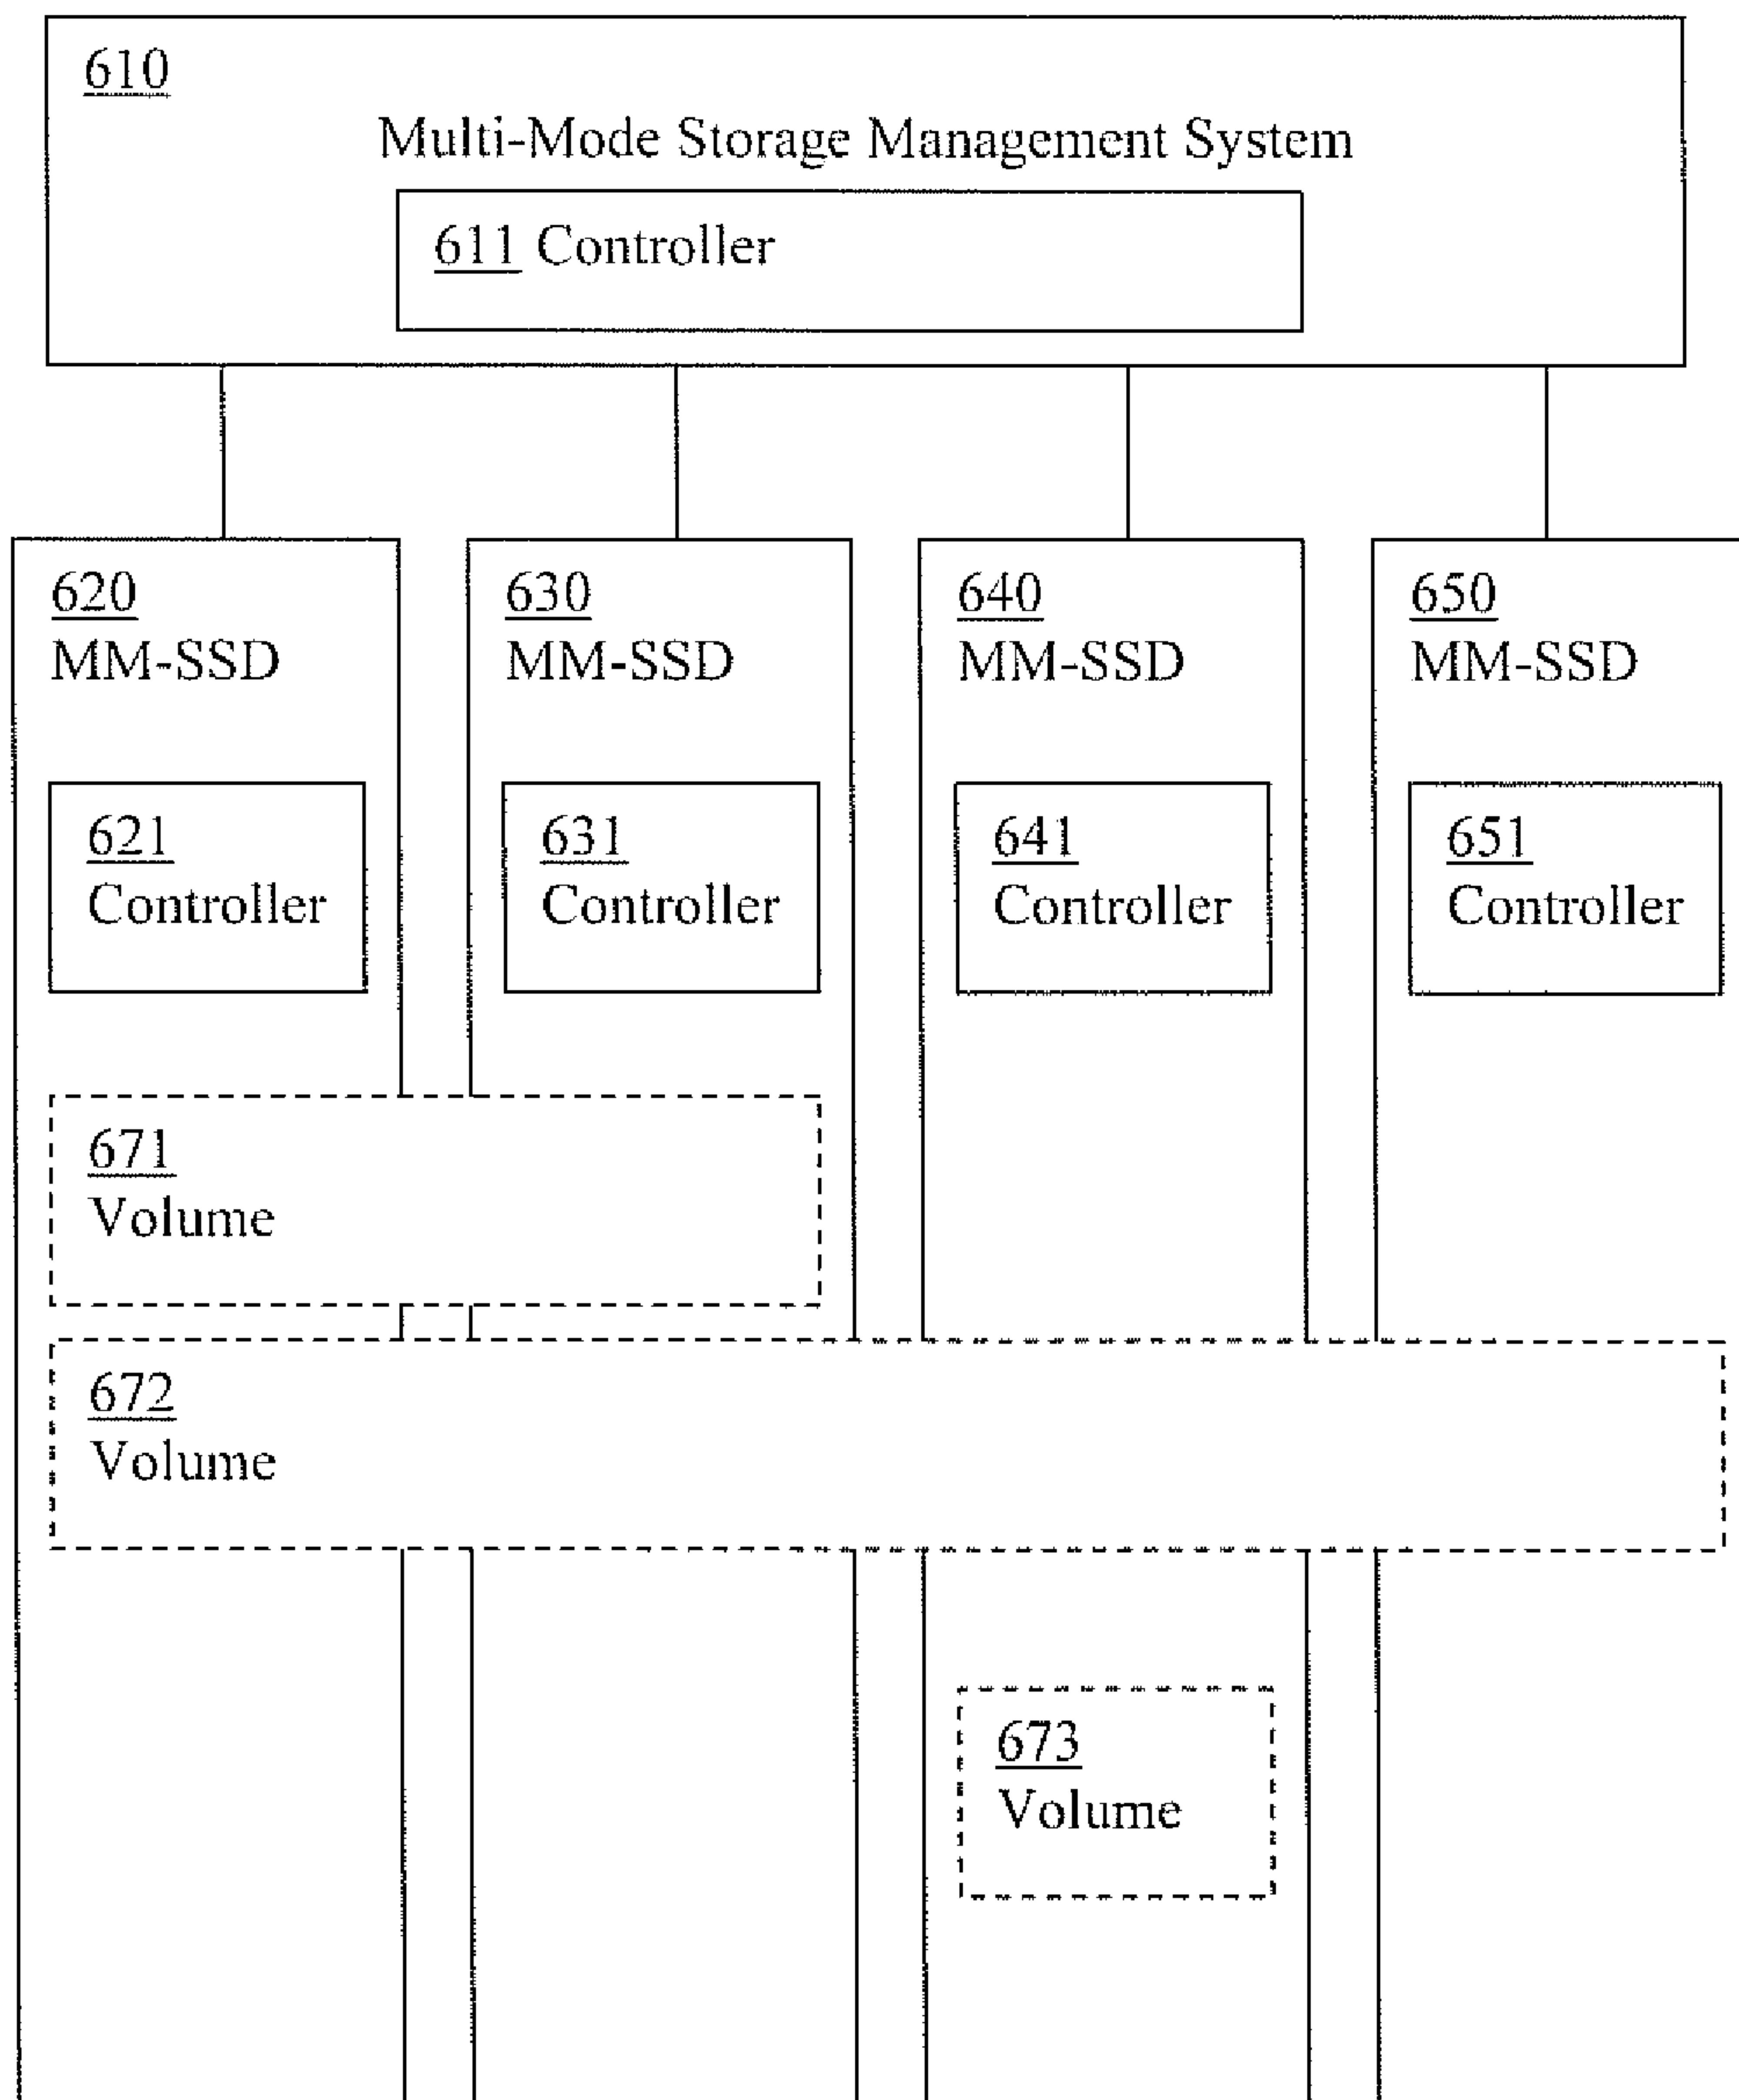 610
Multi-Mode Storage Management System
611 Controller
620
MM-SSD
630
MM-SSD
640
MM-SSD
650
MM-SSD
621
Controller
631
Controller
641
Controller
651
Controller
671
Volume
672
Volume
673
Volume